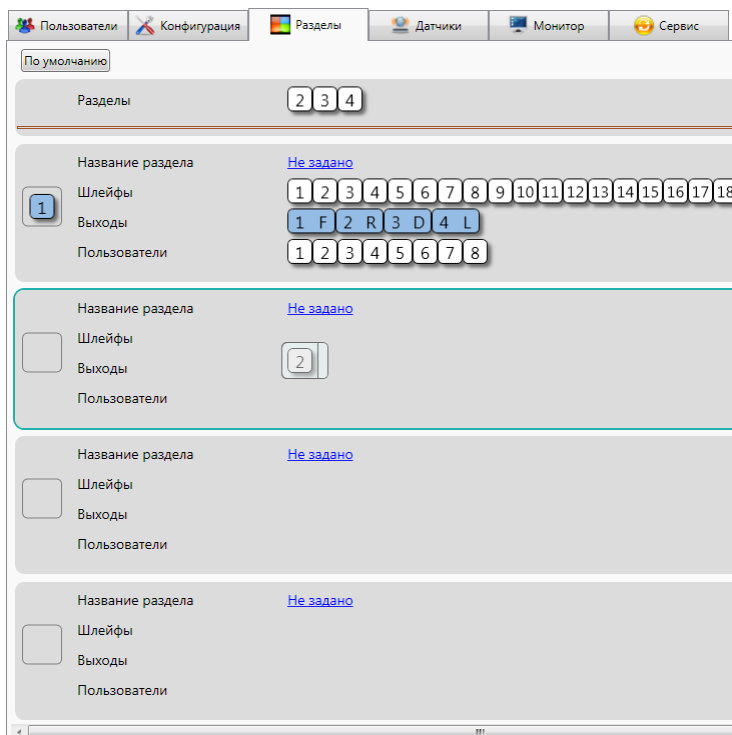 Пользователи Конфигурация Разделы Датчики Монитор Сервис
По умолчанию
Разделы 2 3 4
Название раздела Не задано
Шлейфы 1 2 3 4 5 6 7 8 9 10 11 12 13 14 15 16 17 18
1
Выходы 1 F 2 R 3 D 4 L
Пользователи 1 2 3 4 5 6 7 8
Название раздела Не задано
Шлейфы
2
Выходы
Пользователи
Название раздела Не задано
Шлейфы
Выходы
Пользователи
Название раздела Не задано
Шлейфы
Выходы
Пользователи